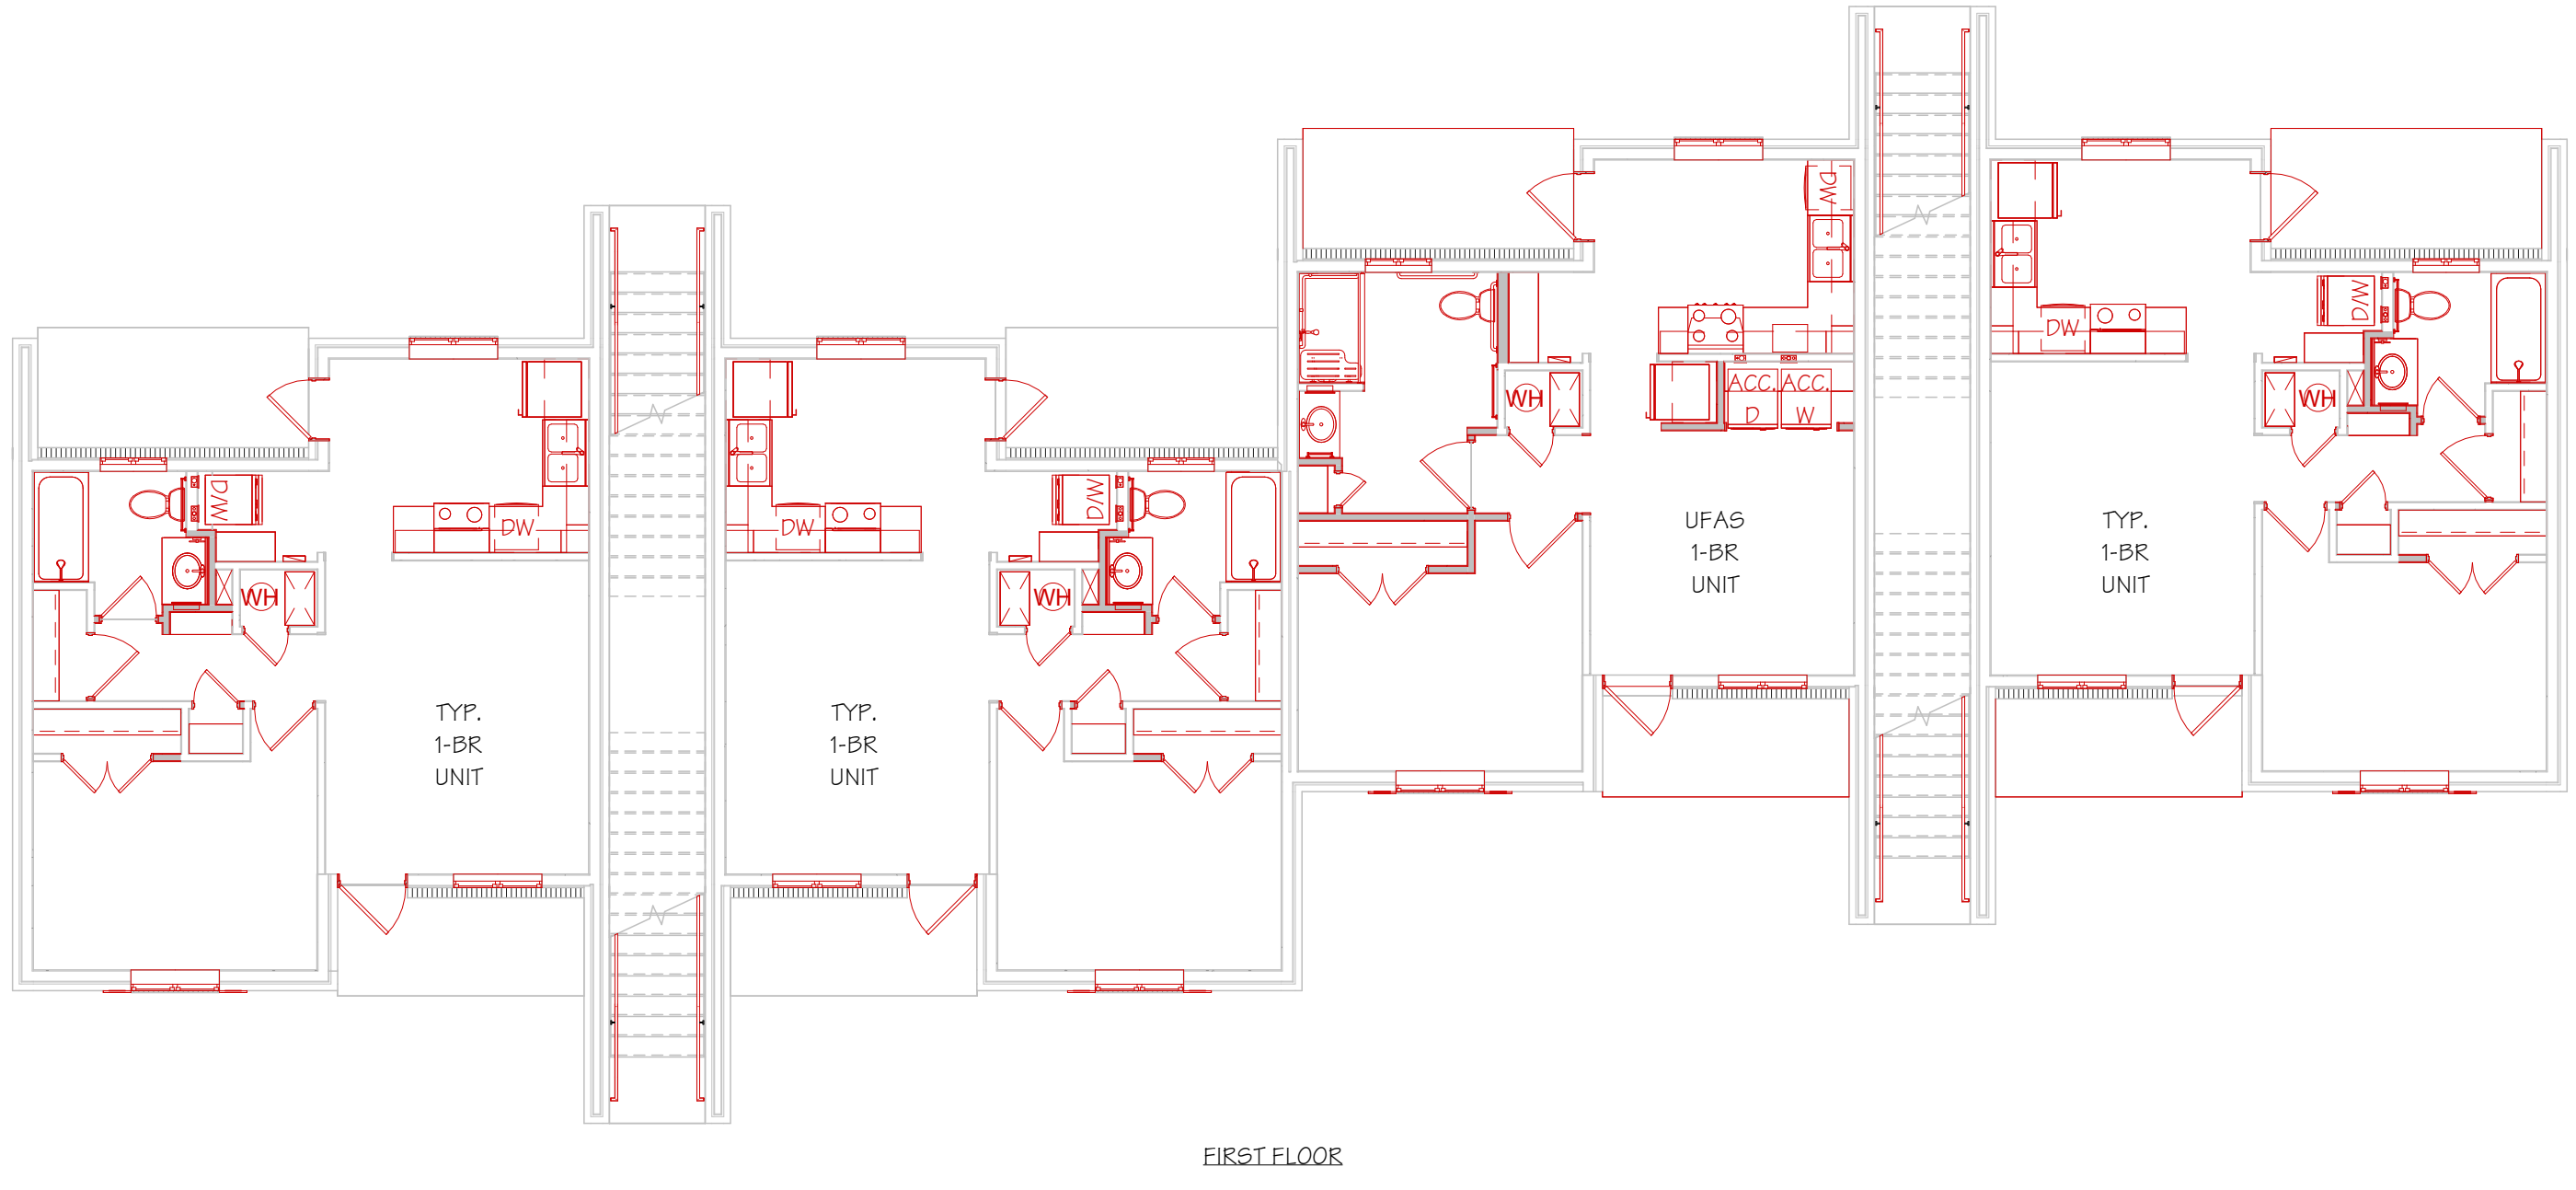 DW
ACC.
ACC.
D
W
WH
WH
D/W
DW
UFAS
1-BR
UNIT
TYP.
1-BR
UNIT
D/W
DW
DW
W/D
WH
WH
TYP.
1-BR
UNIT
TYP.
1-BR
UNIT
FIRST FLOOR